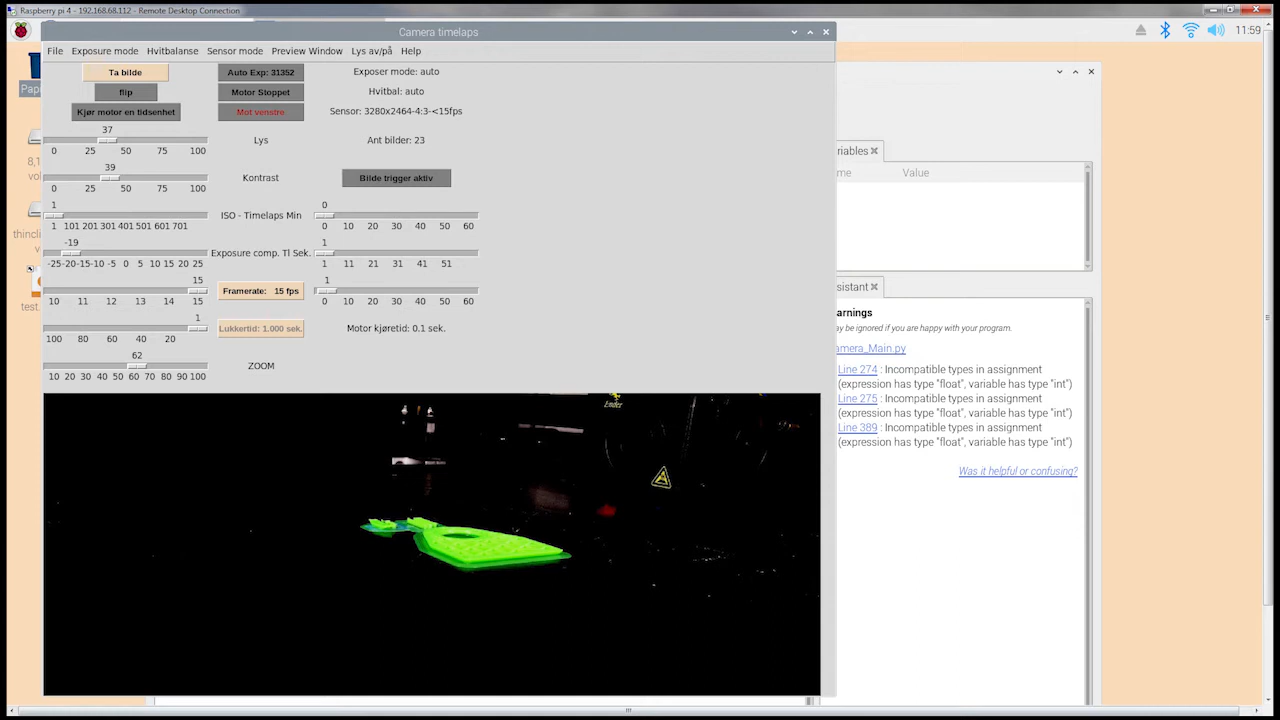 Raspberry pi 4 - 192.168.68.112 - Remote Desktop Connection
Camera timelaps
11:59
File Exposure mode Hvitbalanse Sensor mode Preview Window Lys av/på Help
Ta bilde Auto Exp: 31352 Exposer mode: auto
flip Motor Stoppet Hvitbal: auto
Kjør motor en tidsenhet Mot venstre Sensor: 3280x2464-4:3-<15fps
37
Lys Ant bilder: 23
0 25 50 75 100
39
Kontrast Bilde trigger aktiv
0 25 50 75 100
1 0
ISO - Timelaps Min
1 101 201 301 401 501 601 701 0 10 20 30 40 50 60
-19 1
Exposure comp. Tl Sek.
-25-20-15-10 -5 0 5 10 15 20 25 1 11 21 31 41 51
15 1
Framerate: 15 fps
10 11 12 13 14 15 0 10 20 30 40 50 60
1
Lukkertid: 1.000 sek. Motor kjøretid: 0.1 sek.
100 80 60 40 20
62
ZOOM
10 20 30 40 50 60 70 80 90 100
Ender
Pap
8,1
vol
thinclie
v
test.
riables
me Value
sistant
arnings
ay be ignored if you are happy with your program.
amera_Main.py
Line 274 : Incompatible types in assignment
(expression has type "float", variable has type "int")
Line 275 : Incompatible types in assignment
(expression has type "float", variable has type "int")
Line 389 : Incompatible types in assignment
(expression has type "float", variable has type "int")
Was it helpful or confusing?